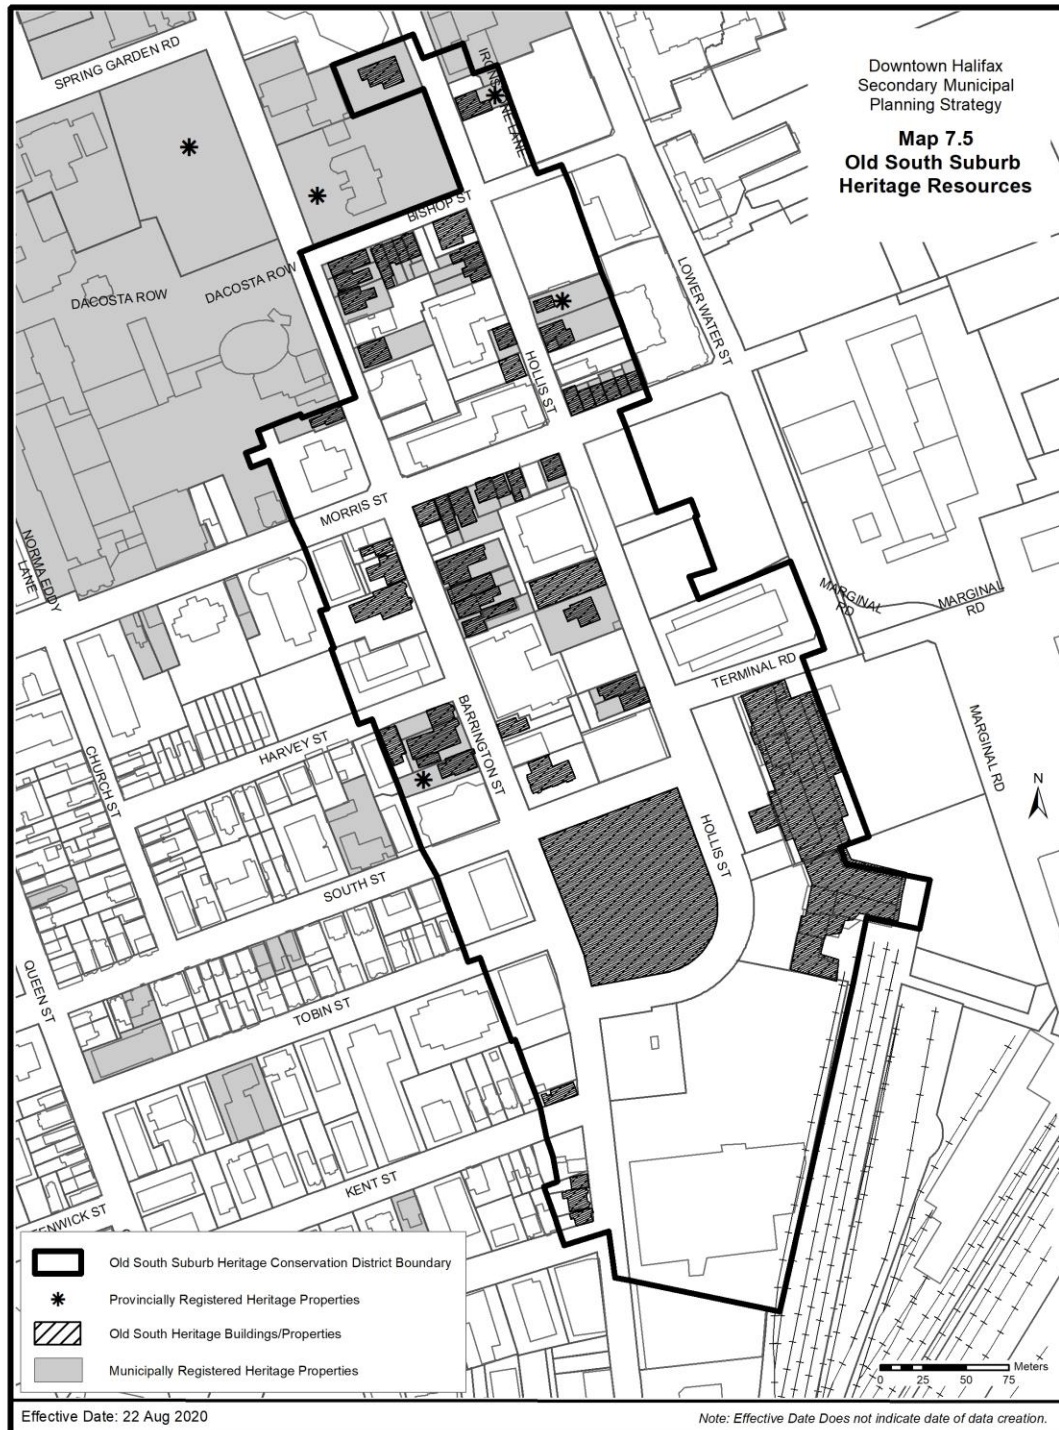 Downtown Halifax
Secondary Municipal
Planning Strategy
Map 7.5
Old South Suburb
Heritage Resources
SPRING GARDEN RD
IRONSTONE LANE
BISHOP ST
DACOSTA ROW
DACOSTA ROW
LOWER WATER ST
HOLLIS ST
MORRIS ST
NORMA EDDY
LANE
MARGINAL
RD
MARGINAL
RD
TERMINAL RD
BARRINGTON ST
MARGINAL RD
HARVEY ST
CHURCH ST
N
HOLLIS ST
SOUTH ST
QUEEN ST
TOBIN ST
KENT ST
ENWICK ST
Old South Suburb Heritage Conservation District Boundary
Provincially Registered Heritage Properties
Old South Heritage Buildings/Properties
Municipally Registered Heritage Properties
Meters
0 25 50 75
Effective Date: 22 Aug 2020
Note: Effective Date Does not indicate date of data creation.